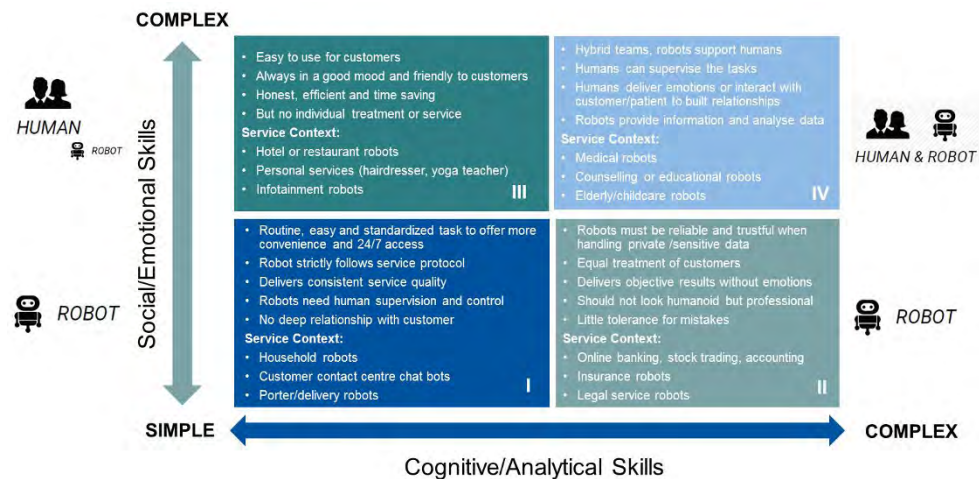 COMPLEX
HUMAN
ROBOT
ROBOT
Social/Emotional Skills
• Easy to use for customers
• Always in a good mood and friendly to customers
• Honest, efficient and time saving
• But no individual treatment or service
Service Context:
• Hotel or restaurant robots
• Personal services (hairdresser, yoga teacher)
• Infotainment robots
III
• Hybrid teams, robots support humans
• Humans can supervise the tasks
• Humans deliver emotions or interact with
customer/patient to built relationships
• Robots provide information and analyse data
Service Context:
• Medical robots
• Counselling or educational robots
• Elderly/childcare robots
IV
HUMAN & ROBOT
• Routine, easy and standardized task to offer more
convenience and 24/7 access
• Robot strictly follows service protocol
• Delivers consistent service quality
• Robots need human supervision and control
• No deep relationship with customer
Service Context:
• Household robots
• Customer contact centre chat bots
• Porter/delivery robots
I
• Robots must be reliable and trustful when
handling private /sensitive data
• Equal treatment of customers
• Delivers objective results without emotions
• Should not look humanoid but professional
• Little tolerance for mistakes
Service Context:
• Online banking, stock trading, accounting
• Insurance robots
• Legal service robots
II
ROBOT
SIMPLE
COMPLEX
Cognitive/Analytical Skills